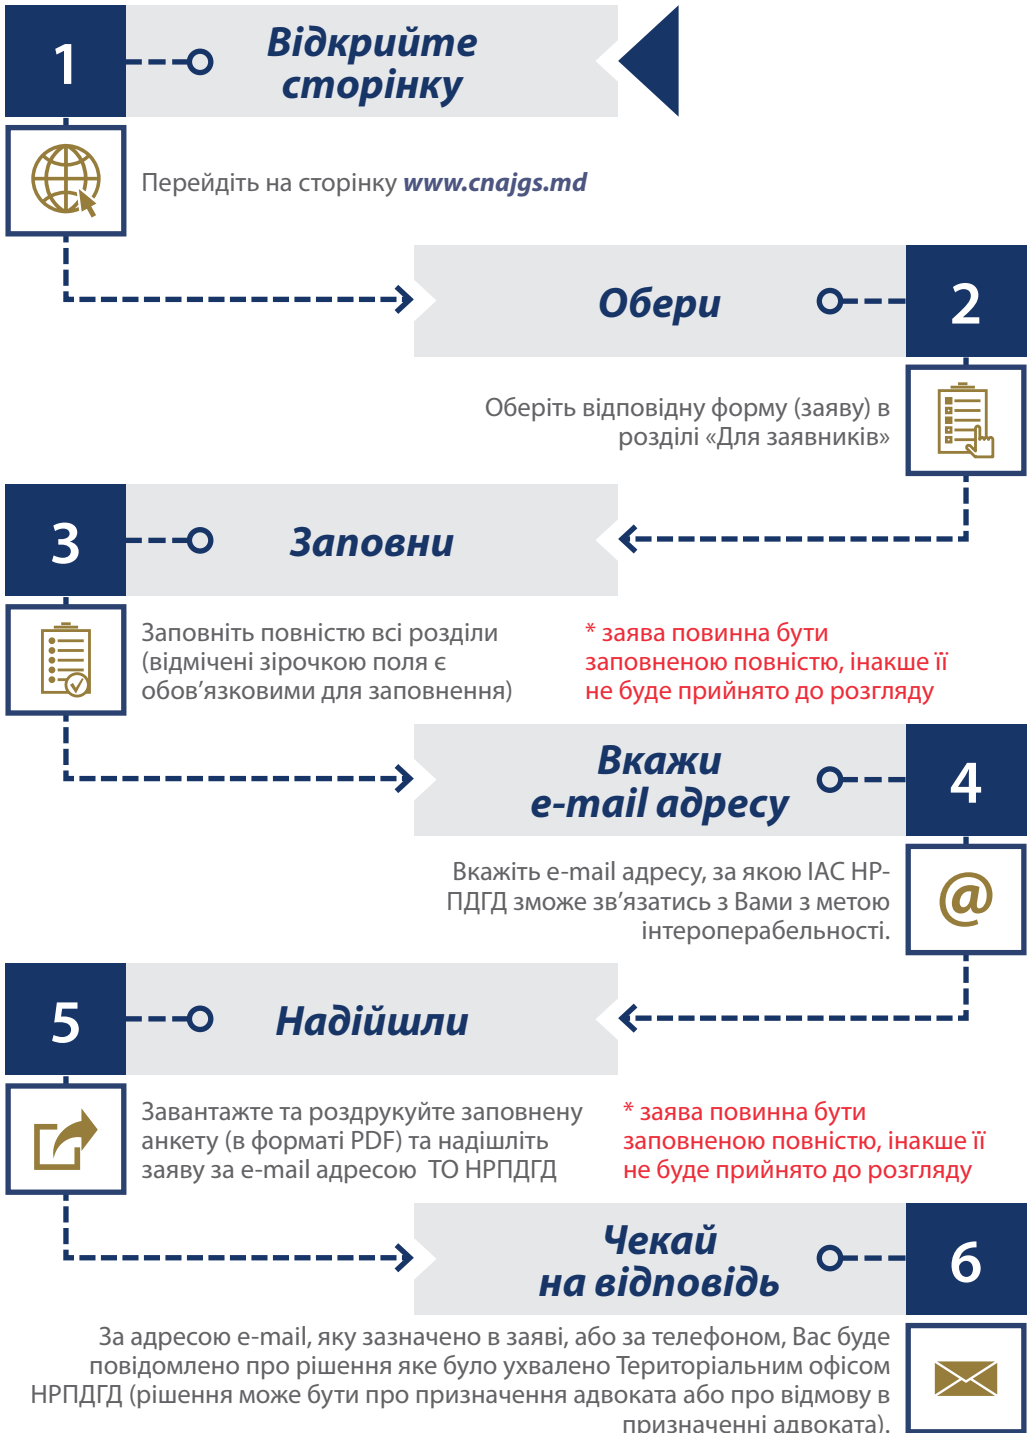 1
Відкрийте
сторінку
Перейдіть на сторінку www.cnajgs.md
Обери
2
Оберіть відповідну форму (заяву) в
розділі «Для заявників»
3
Заповни
Заповніть повністю всі розділи
(відмічені зірочкою поля є
обов’язковими для заповнення)
* заява повинна бути
заповненою повністю, інакше її
не буде прийнято до розгляду
Вкажи
e-mail адресу
4
Вкажіть e-mail адресу, за якою ІАС НР-
ПДГД зможе зв’язатись з Вами з метою
інтероперабельності.
@
5
Надійшли
Завантажте та роздрукуйте заповнену
анкету (в форматі PDF) та надішліть
заяву за e-mail адресою ТО НРПДГД
* заява повинна бути
заповненою повністю, інакше її
не буде прийнято до розгляду
Чекай
на відповідь
6
За адресою e-mail, яку зазначено в заяві, або за телефоном, Вас буде
повідомлено про рішення яке було ухвалено Територіальним офісом
НРПДГД (рішення може бути про призначення адвоката або про відмову в
призначенні адвоката).